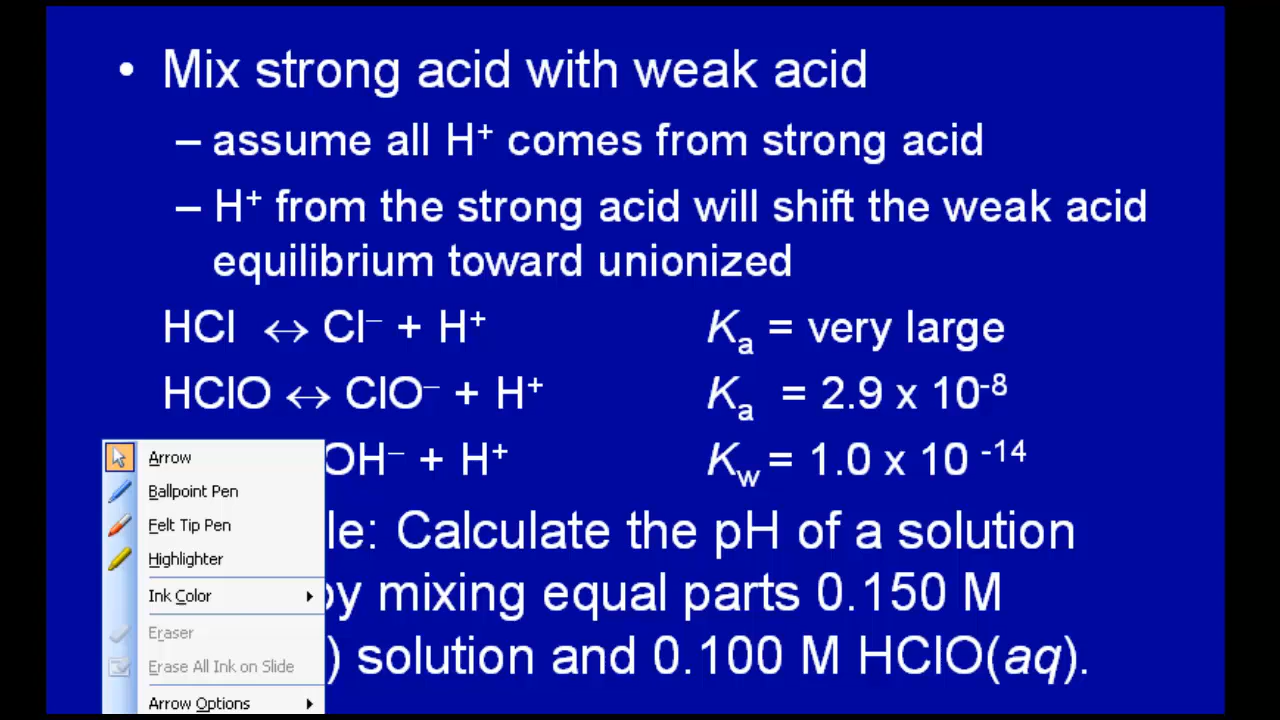 • Mix strong acid with weak acid
– assume all H⁺ comes from strong acid
– H⁺ from the strong acid will shift the weak acid
equilibrium toward unionized
HCl ↔ Cl⁻ + H⁺ Kₐ = very large
HClO ↔ ClO⁻ + H⁺ Kₐ = 2.9 x 10⁻⁸
OH⁻ + H⁺ K_w = 1.0 x 10 ⁻¹⁴
le: Calculate the pH of a solution
by mixing equal parts 0.150 M
) solution and 0.100 M HClO(aq).
Arrow
Ballpoint Pen
Felt Tip Pen
Highlighter
Ink Color
Eraser
Erase All Ink on Slide
Arrow Options